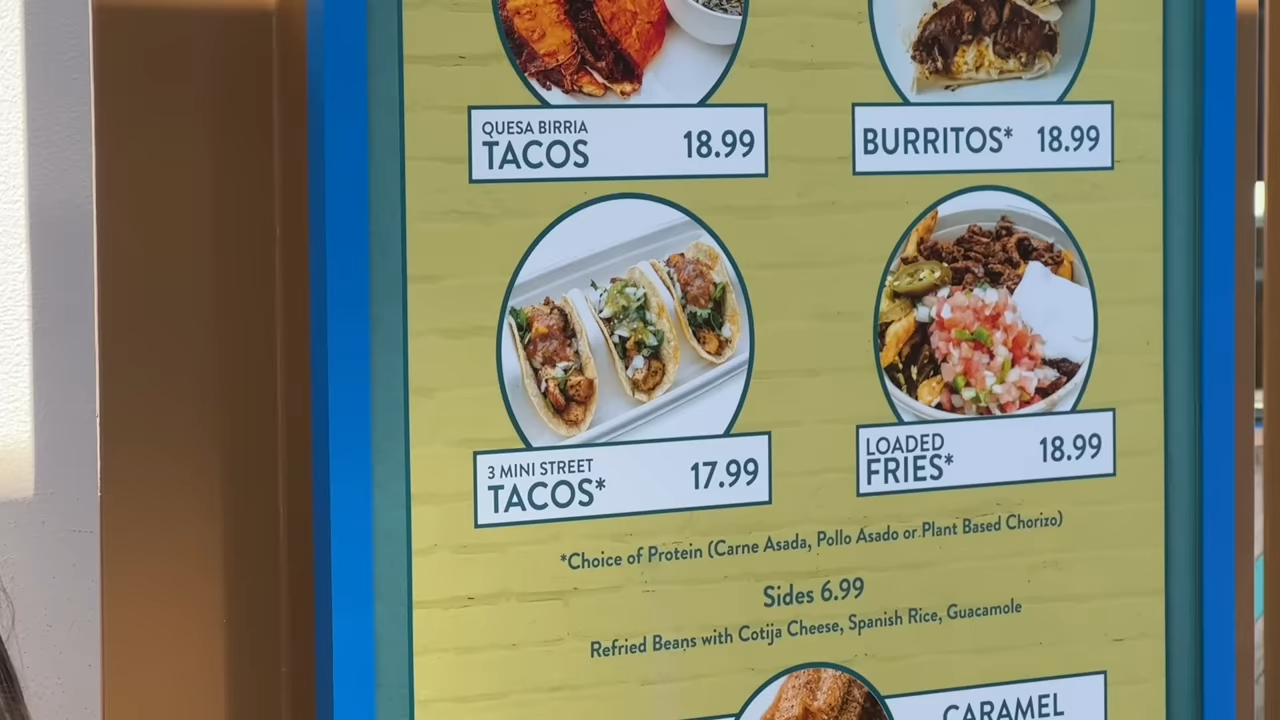 QUESA BIRRIA
TACOS 18.99
BURRITOS* 18.99
3 MINI STREET
TACOS* 17.99
LOADED
FRIES* 18.99
*Choice of Protein (Carne Asada, Pollo Asado or Plant Based Chorizo)
Sides 6.99
Refried Beans with Cotija Cheese, Spanish Rice, Guacamole
CARAMEL